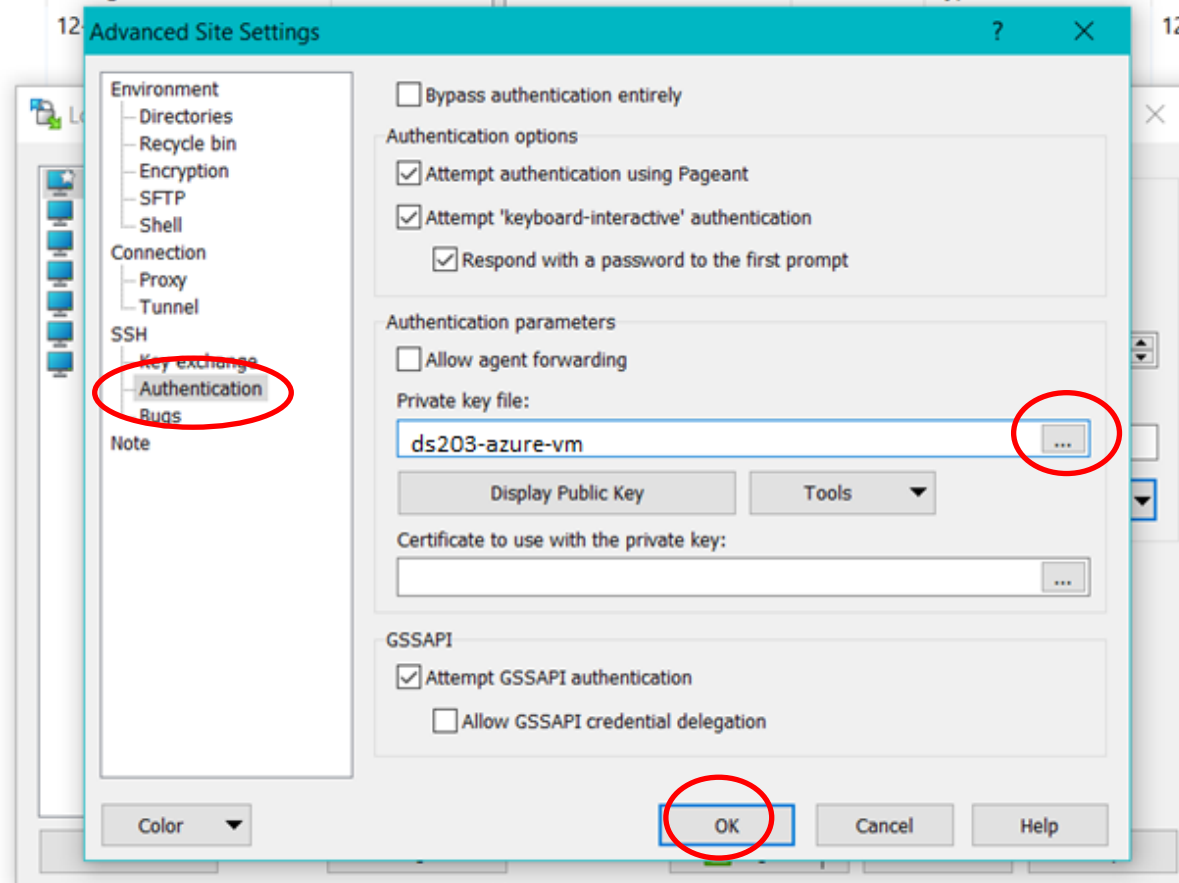 12
Advanced Site Settings
?
12
Environment
Directories
Recycle bin
Encryption
SFTP
Shell
Connection
Proxy
Tunnel
SSH
Key exchange
Authentication
Bugs
Note
Bypass authentication entirely
Authentication options
Attempt authentication using Pageant
Attempt 'keyboard-interactive' authentication
Respond with a password to the first prompt
Authentication parameters
Allow agent forwarding
Private key file:
ds203-azure-vm
...
Display Public Key
Tools
Certificate to use with the private key:
...
GSSAPI
Attempt GSSAPI authentication
Allow GSSAPI credential delegation
Color
OK
Cancel
Help